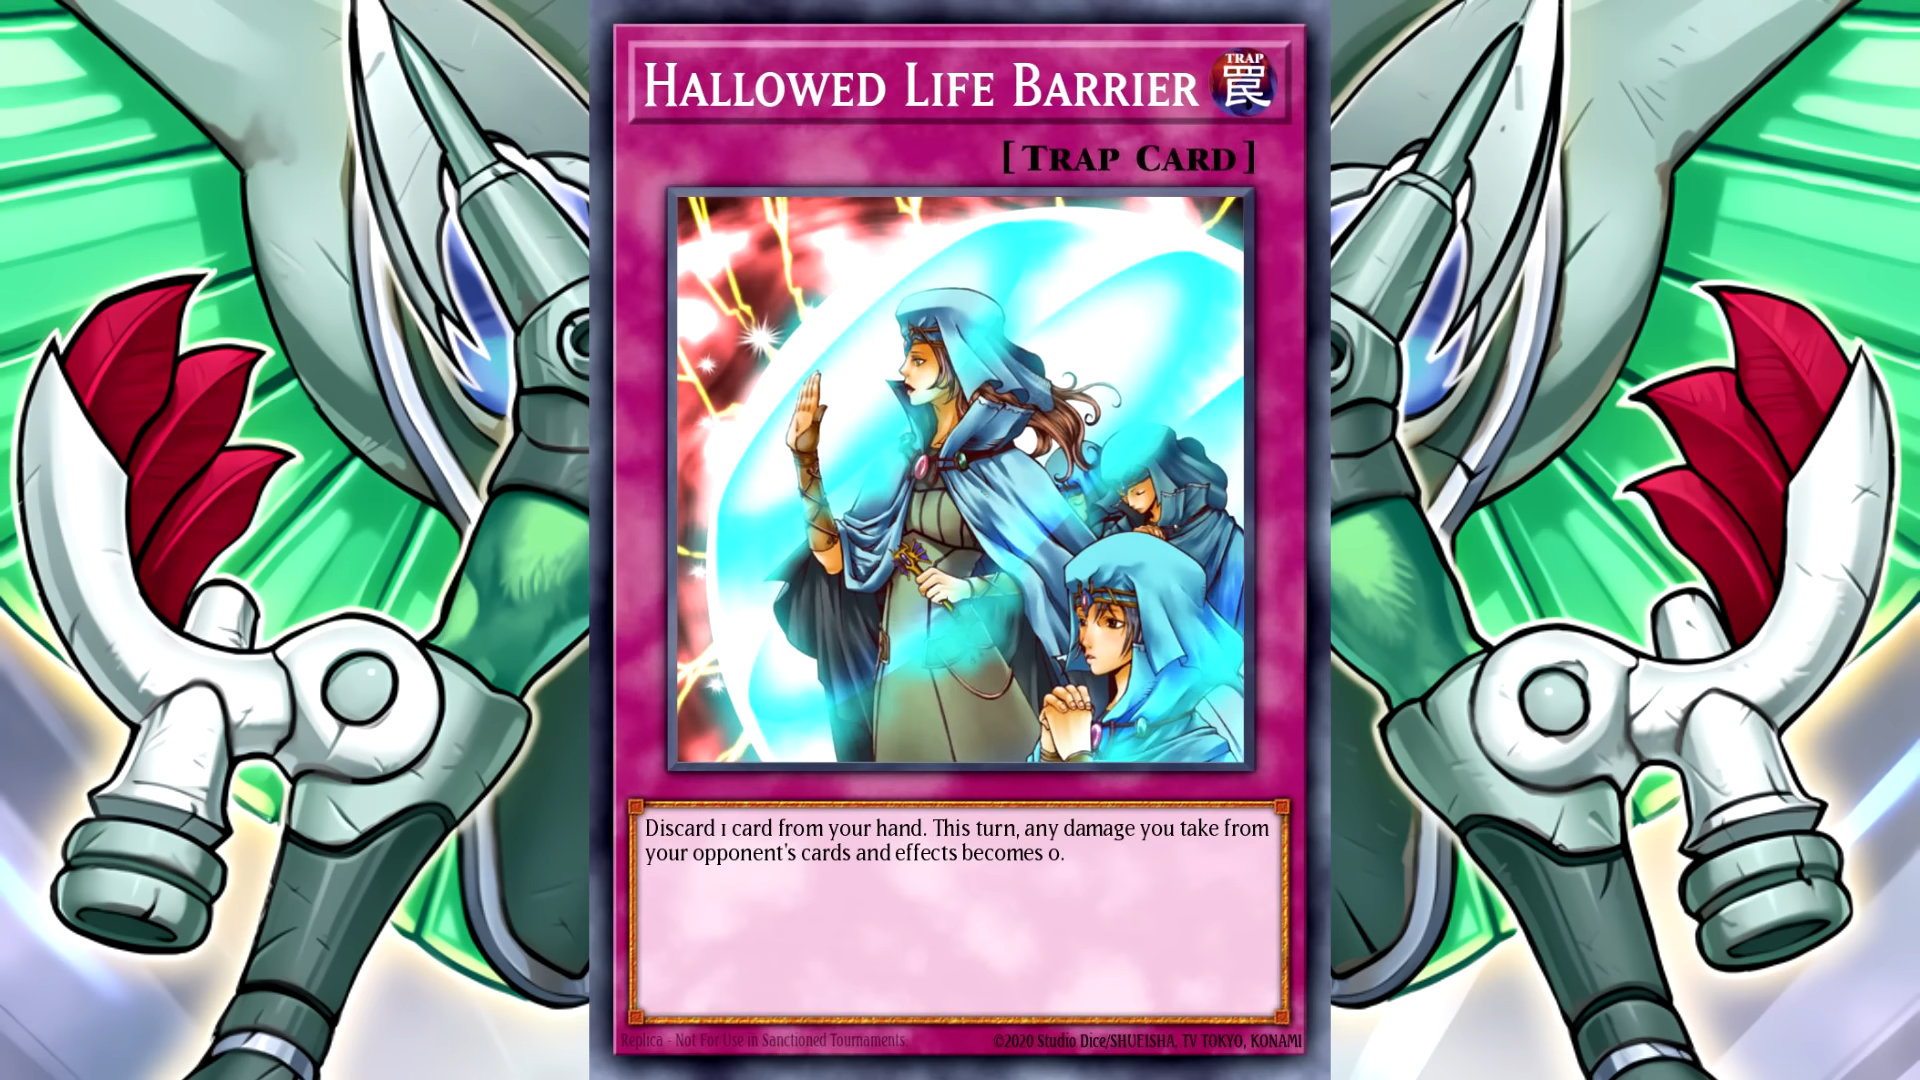 Hallowed Life Barrier
TRAP
罠
[Trap Card]
Discard 1 card from your hand. This turn, any damage you take from
your opponent's cards and effects becomes 0.
Replica - Not For Use in Sanctioned Tournaments
©2020 Studio Dice/SHUEISHA, TV TOKYO, KONAMI